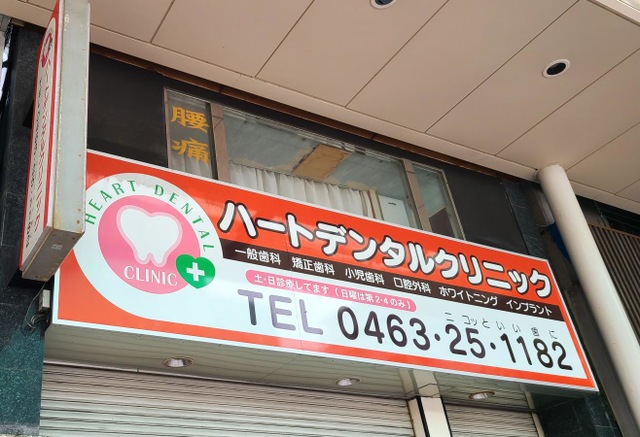 腰
痛
HEART DENTAL
CLINIC
ハートデンタルクリニック
一般歯科 矯正歯科 小児歯科 口腔外科 ホワイトニング インプラント
土・日診療してます(日曜は第2・4のみ)
ニコッといい歯に
TEL 0463・25・1182